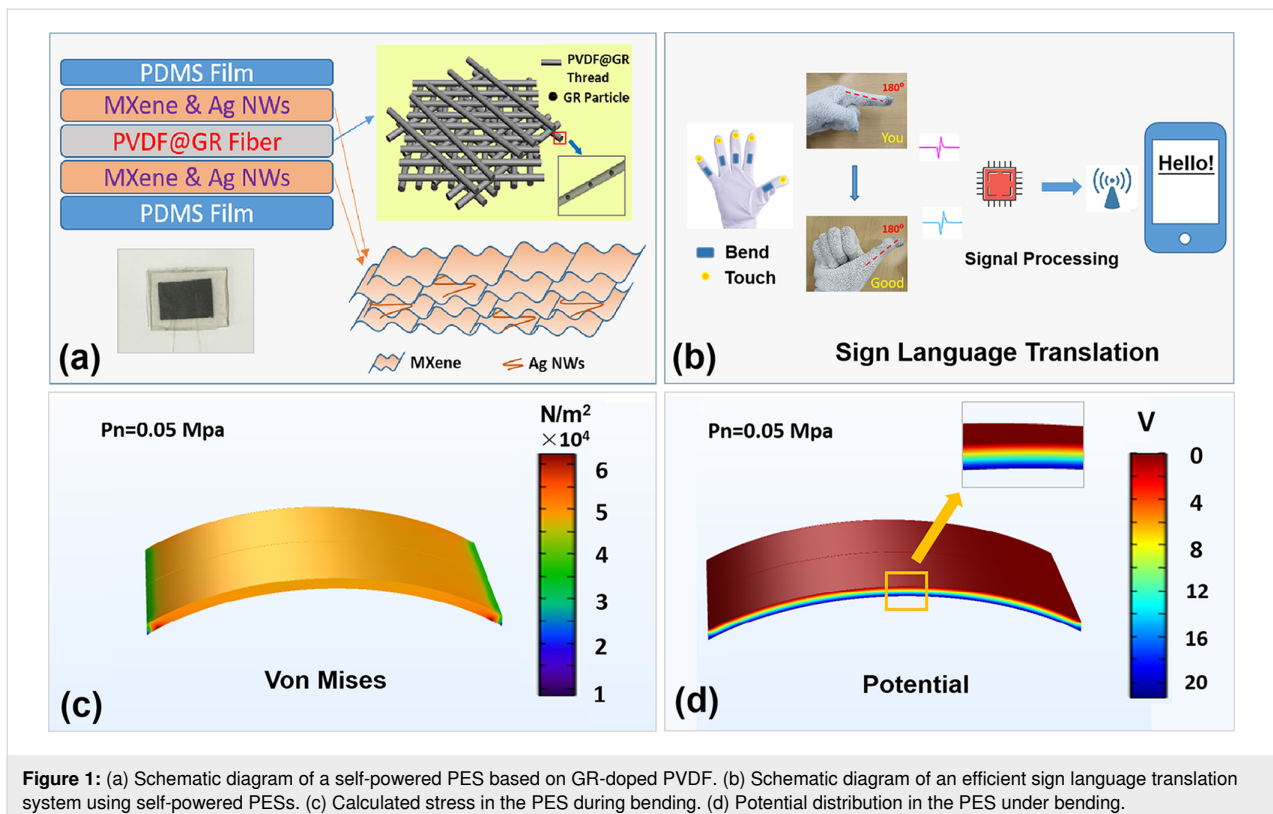 PDMS Film
MXene & Ag NWs
PVDF@GR Fiber
MXene & Ag NWs
PDMS Film
PVDF@GR
Thread
GR Particle
MXene
Ag NWs
(a)
180°
You
180°
Good
Bend
Touch
Signal Processing
Hello!
(b)
Sign Language Translation
Pn=0.05 Mpa
N/m²
×10⁴
6
5
4
3
2
1
Von Mises
(c)
Pn=0.05 Mpa
V
0
4
8
12
16
20
Potential
(d)
Figure 1: (a) Schematic diagram of a self-powered PES based on GR-doped PVDF. (b) Schematic diagram of an efficient sign language translation
system using self-powered PESs. (c) Calculated stress in the PES during bending. (d) Potential distribution in the PES under bending.